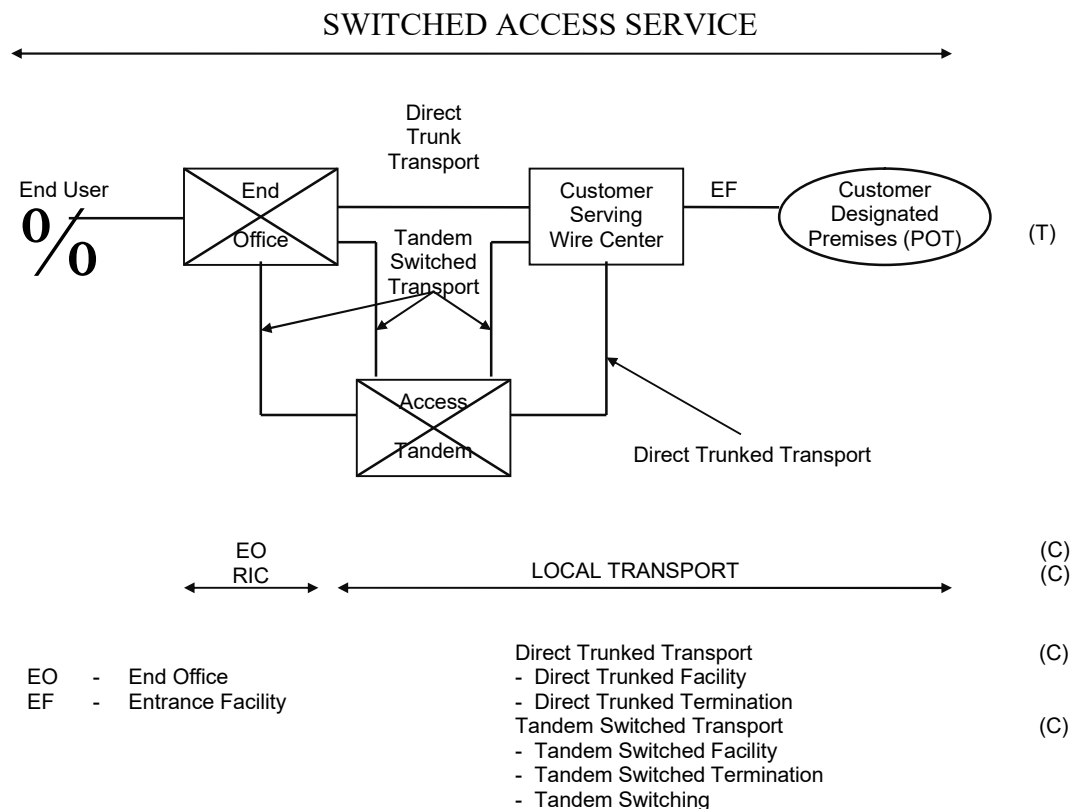 SWITCHED ACCESS SERVICE
Direct
Trunk
Transport
End User
%
End
Office
Customer
Serving
Wire Center
EF
Customer
Designated
Premises (POT)
(T)
Tandem
Switched
Transport
Access
Tandem
Direct Trunked Transport
EO
RIC
LOCAL TRANSPORT
(C)
(C)
EO - End Office
EF - Entrance Facility
Direct Trunked Transport (C)
- Direct Trunked Facility
- Direct Trunked Termination
Tandem Switched Transport (C)
- Tandem Switched Facility
- Tandem Switched Termination
- Tandem Switching